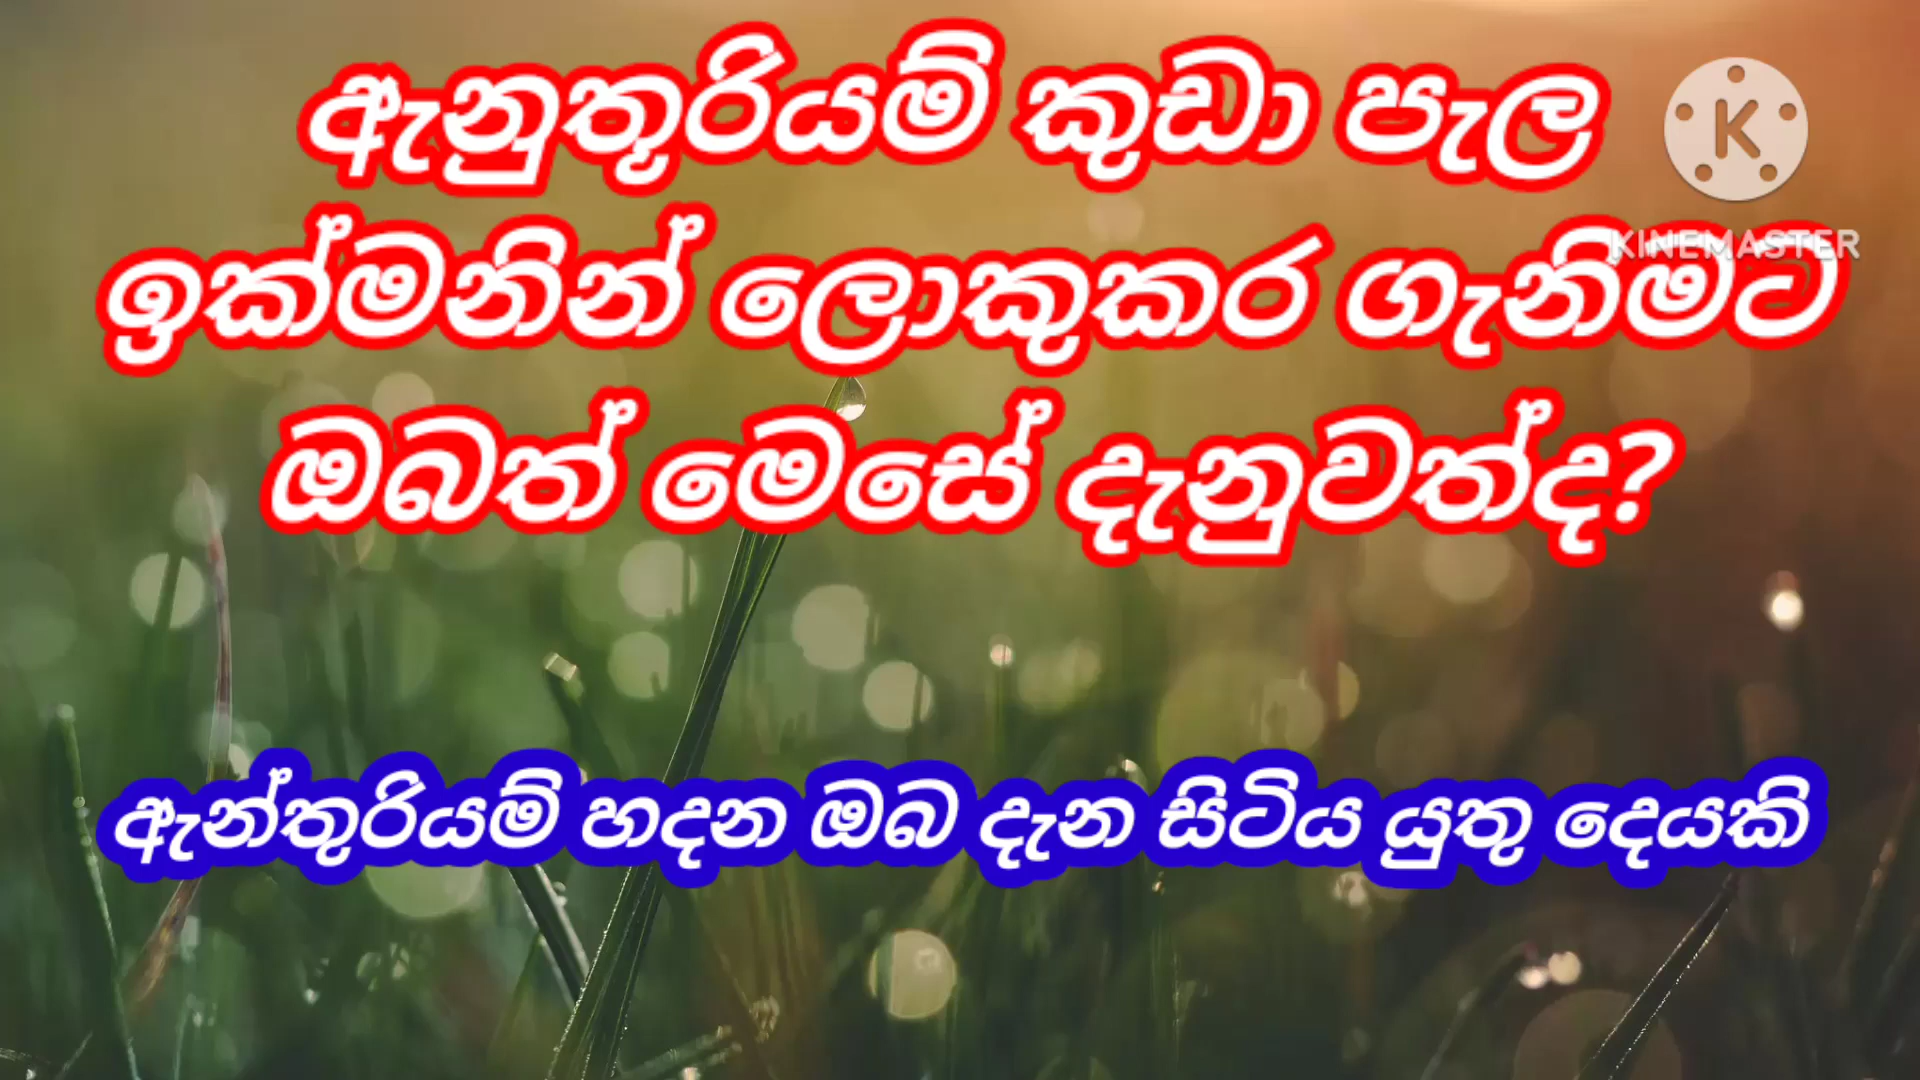 ඇනුතූරියම් කුඩා පැල
K
KINEMASTER
ඉක්මනින් ලොකුකර ගැනිමට
ඔබත් මෙසේ දැනුවත්ද?
ඇන්තුරියම් හදන ඔබ දැන සිටිය යුතු දෙයකි